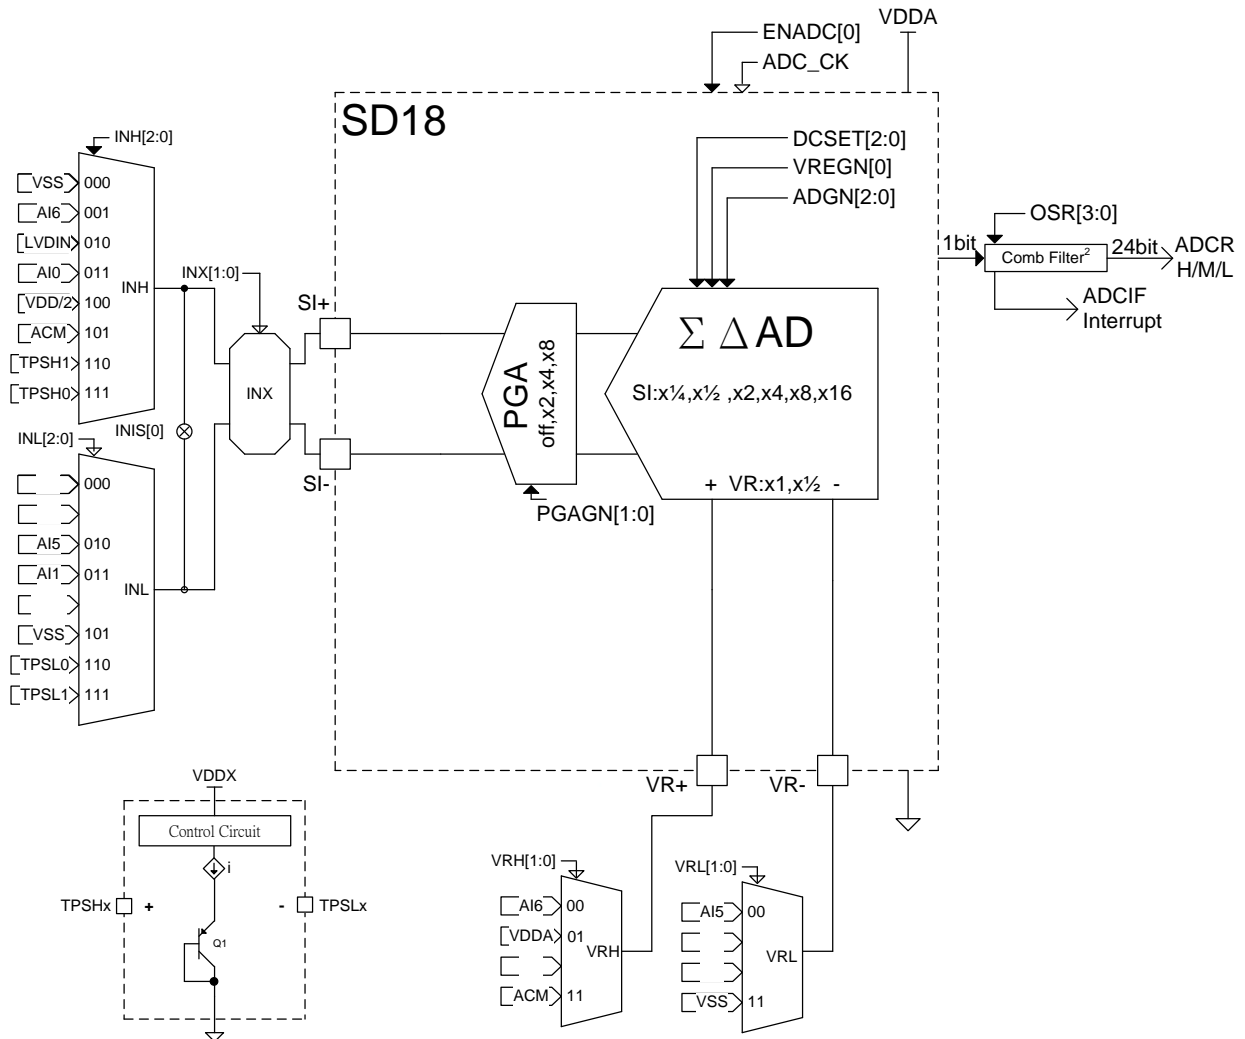 ENADC[0]
VDDA
ADC_CK
SD18
DCSET[2:0]
VREGN[0]
ADGN[2:0]
INH[2:0]
VSS 000
AI6 001
LVDIN 010
AI0 011
VDD/2 100
ACM 101
TPSH1 110
TPSH0 111
INH
INX[1:0]
INX
INIS[0]
INL[2:0]
000
AI5 010
AI1 011
VSS 101
TPSL0 110
TPSL1 111
INL
SI+
SI-
PGA
off,x2,x4,x8
PGAGN[1:0]
Σ Δ AD
SI:x¼,x½ ,x2,x4,x8,x16
+ VR:x1,x½ -
1bit
OSR[3:0]
Comb Filter²
24bit
ADCR
H/M/L
ADCIF
Interrupt
VR+
VR-
VDDX
Control Circuit
i
TPSHx
+
-
TPSLx
Q1
VRH[1:0]
AI6 00
VDDA 01
ACM 11
VRH
VRL[1:0]
AI5 00
VSS 11
VRL